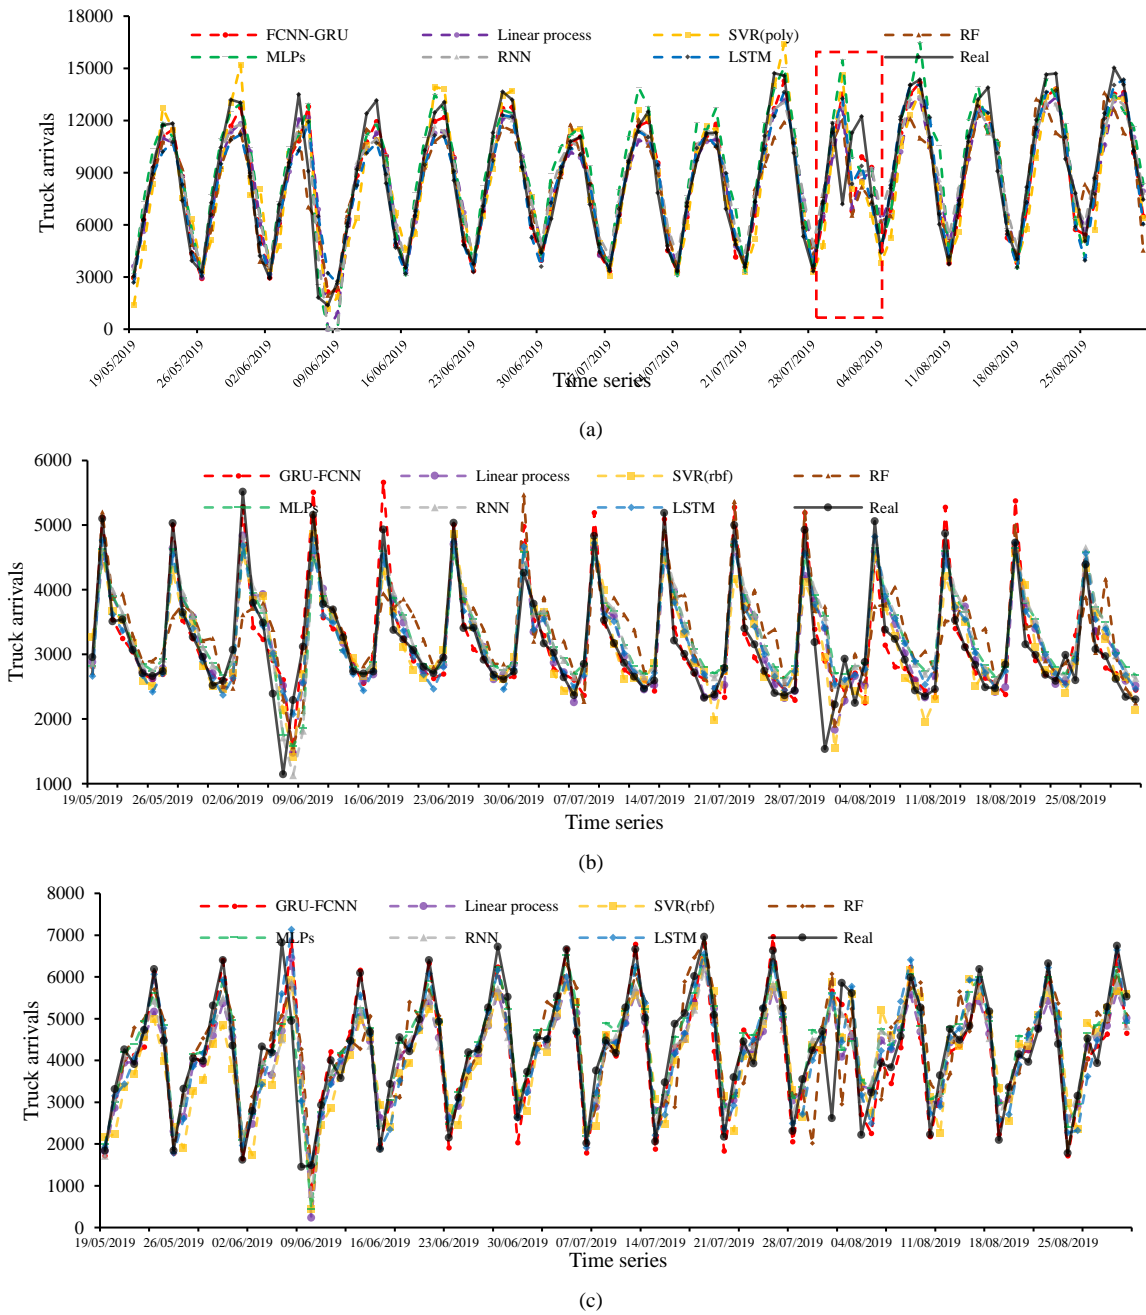 18000
FCNN-GRU Linear process SVR(poly) RF
MLPs RNN LSTM Real
15000
12000
9000
6000
3000
0
Truck arrivals
19/05/2019 26/05/2019 02/06/2019 09/06/2019 16/06/2019 23/06/2019 30/06/2019 /07/2019 /07/2019 21/07/2019 28/07/2019 04/08/2019 11/08/2019 18/08/2019 25/08/2019
Time series
(a)
6000
GRU-FCNN Linear process SVR(rbf) RF
MLPs RNN LSTM Real
5000
4000
3000
2000
1000
Truck arrivals
19/05/2019 26/05/2019 02/06/2019 09/06/2019 16/06/2019 23/06/2019 30/06/2019 07/07/2019 14/07/2019 21/07/2019 28/07/2019 04/08/2019 11/08/2019 18/08/2019 25/08/2019
Time series
(b)
8000
GRU-FCNN Linear process SVR(rbf) RF
MLPs RNN LSTM Real
7000
6000
5000
4000
3000
2000
1000
0
Truck arrivals
19/05/2019 26/05/2019 02/06/2019 09/06/2019 16/06/2019 23/06/2019 30/06/2019 07/07/2019 14/07/2019 21/07/2019 28/07/2019 04/08/2019 11/08/2019 18/08/2019 25/08/2019
Time series
(c)